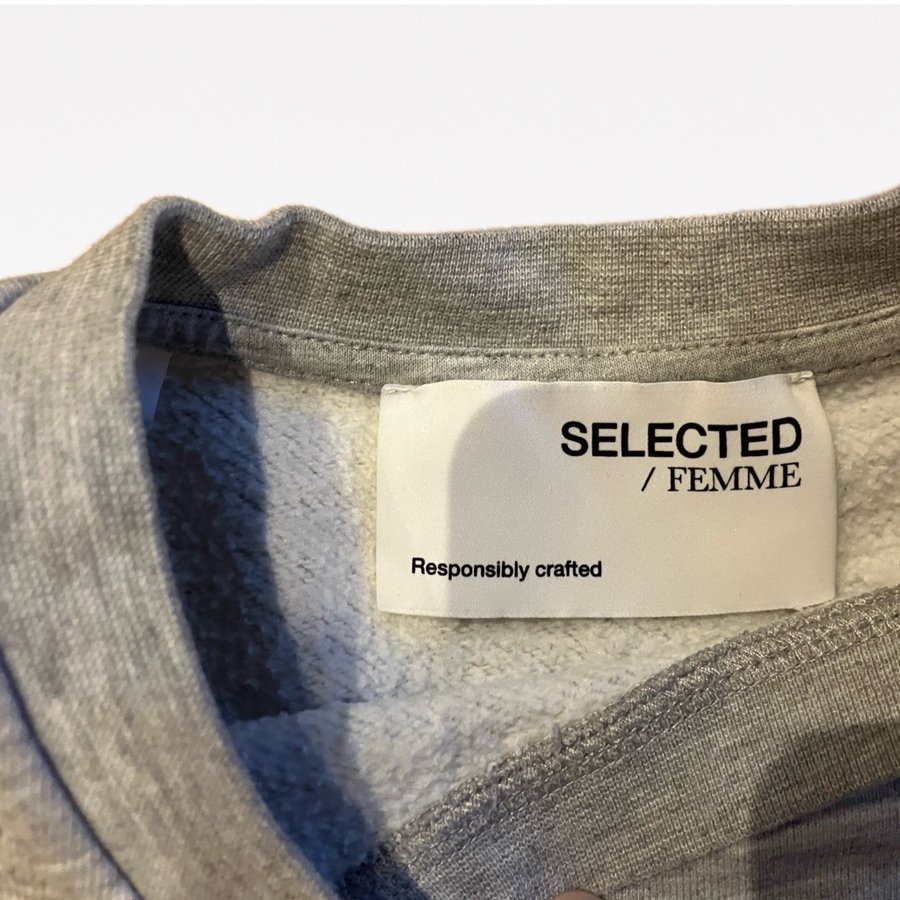 SELECTED
/ FEMME
Responsibly crafted